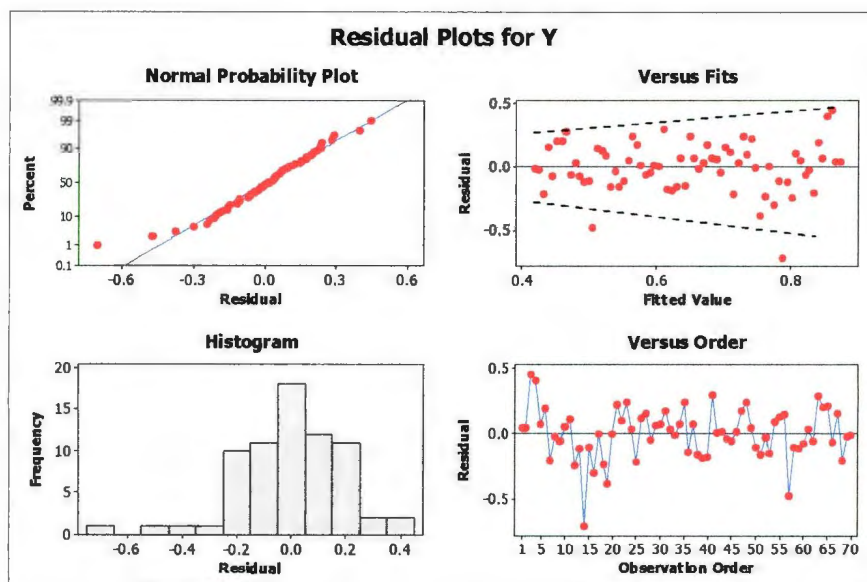 Residual Plots for Y
Normal Probability Plot
99.9
99
90
50
10
1
0.1
Percent
-0.6 -0.3 0.0 0.3 0.6
Residual
Versus Fits
0.5
0.0
-0.5
Residual
0.4 0.6 0.8
Fitted Value
Histogram
20
15
10
5
0
Frequency
-0.6 -0.4 -0.2 0.0 0.2 0.4
Residual
Versus Order
0.5
0.0
-0.5
Residual
1 5 10 15 20 25 30 35 40 45 50 55 60 65 70
Observation Order